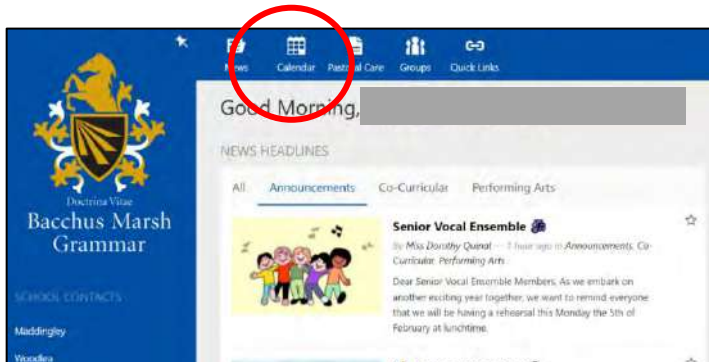 News Calendar Pastoral Care Groups Quick Links
Good Morning,
NEWS HEADLINES
All Announcements Co-Curricular Performing Arts
Doctrina Vitae
Bacchus Marsh
Grammar
SCHOOL CONTACTS
Maddingley
Woodlea
Senior Vocal Ensemble
by Miss Dorothy Quinat — 1 hour ago in Announcements, Co-
Curricular, Performing Arts
Dear Senior Vocal Ensemble Members, As we embark on
another exciting year together, we want to remind everyone
that we will be having a rehearsal this Monday the 5th of
February at lunchtime.